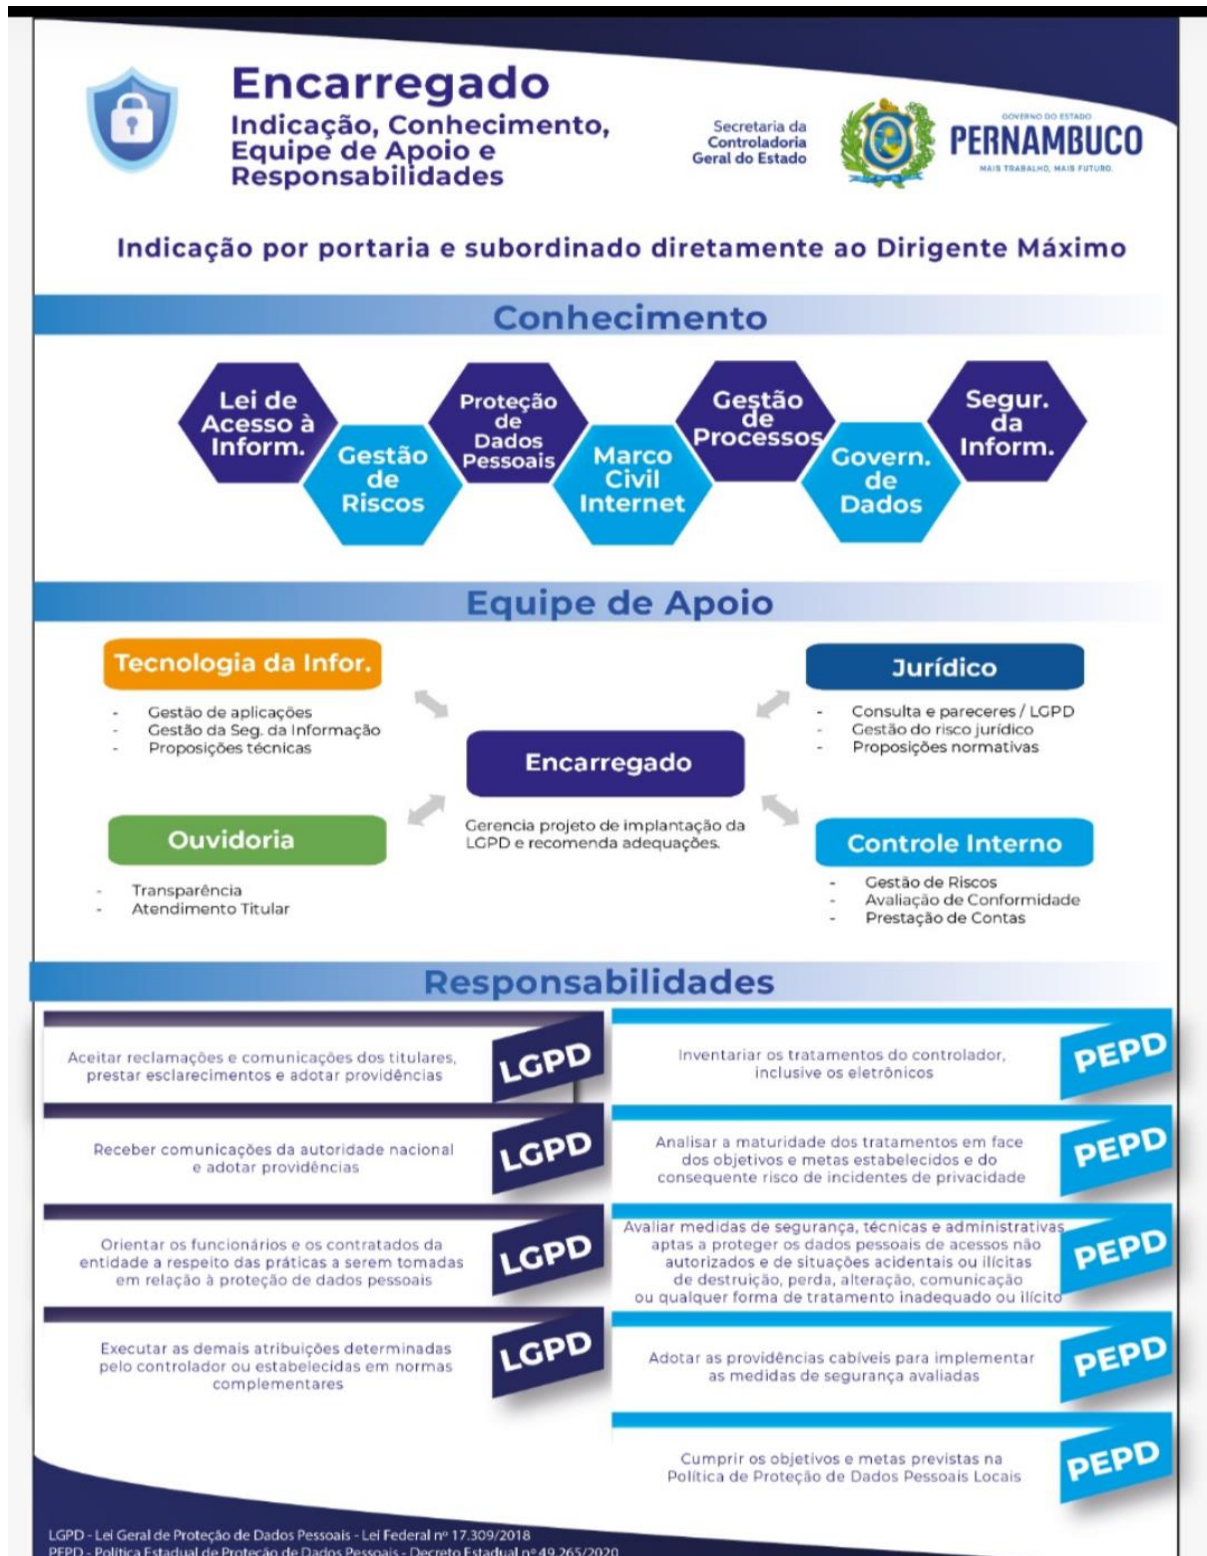 Encarregado
Indicação, Conhecimento,
Equipe de Apoio e
Responsabilidades
Secretaria da
Controladoria
Geral do Estado
GOVERNO DO ESTADO
PERNAMBUCO
MAIS TRABALHO, MAIS FUTURO.
Indicação por portaria e subordinado diretamente ao Dirigente Máximo
Conhecimento
Lei de
Acesso à
Inform.
Gestão
de
Riscos
Proteção
de
Dados
Pessoais
Marco
Civil
Internet
Gestão
de
Processos
Govern.
de
Dados
Segur.
da
Inform.
Equipe de Apoio
Tecnologia da Infor.
- Gestão de aplicações
- Gestão da Seg. da Informação
- Proposições técnicas
Jurídico
- Consulta e pareceres / LGPD
- Gestão do risco jurídico
- Proposições normativas
Encarregado
Gerencia projeto de implantação da
LGPD e recomenda adequações.
Ouvidoria
- Transparência
- Atendimento Titular
Controle Interno
- Gestão de Riscos
- Avaliação de Conformidade
- Prestação de Contas
Responsabilidades
Aceitar reclamações e comunicações dos titulares,
prestar esclarecimentos e adotar providências
LGPD
Receber comunicações da autoridade nacional
e adotar providências
LGPD
Orientar os funcionários e os contratados da
entidade a respeito das práticas a serem tomadas
em relação à proteção de dados pessoais
LGPD
Executar as demais atribuições determinadas
pelo controlador ou estabelecidas em normas
complementares
LGPD
Inventariar os tratamentos do controlador,
inclusive os eletrônicos
PEPD
Analisar a maturidade dos tratamentos em face
dos objetivos e metas estabelecidos e do
consequente risco de incidentes de privacidade
PEPD
Avaliar medidas de segurança, técnicas e administrativas
aptas a proteger os dados pessoais de acessos não
autorizados e de situações acidentais ou ilícitas
de destruição, perda, alteração, comunicação
ou qualquer forma de tratamento inadequado ou ilícito
PEPD
Adotar as providências cabíveis para implementar
as medidas de segurança avaliadas
PEPD
Cumprir os objetivos e metas previstas na
Política de Proteção de Dados Pessoais Locais
PEPD
LGPD - Lei Geral de Proteção de Dados Pessoais - Lei Federal nº 17.309/2018
PEPD - Política Estadual de Proteção de Dados Pessoais - Decreto Estadual nº 49.265/2020